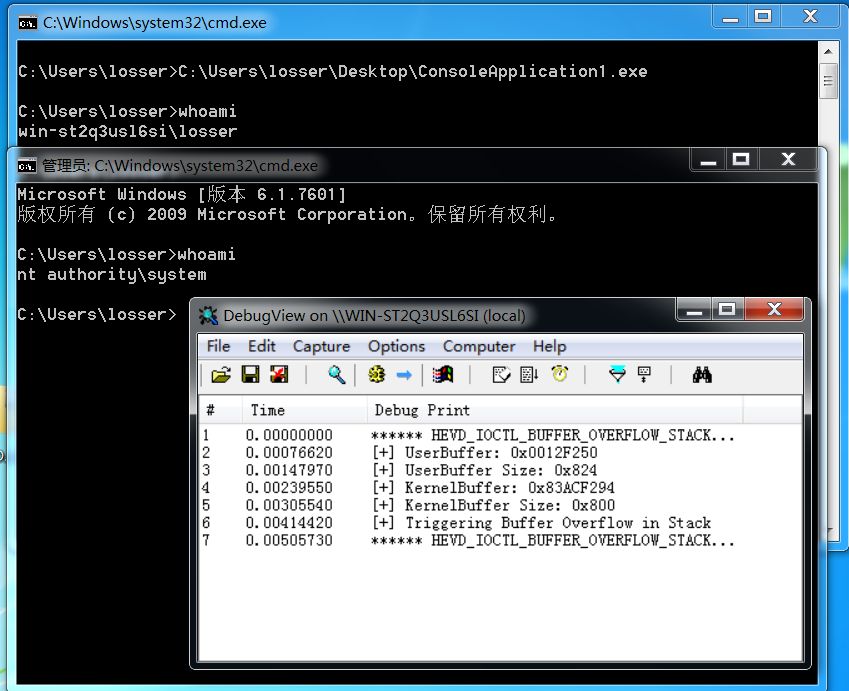 C:\Windows\system32\cmd.exe
C:\Users\losser>C:\Users\losser\Desktop\ConsoleApplication1.exe
C:\Users\losser>whoami
win-st2q3usl6si\losser
管理员: C:\Windows\system32\cmd.exe
Microsoft Windows [版本 6.1.7601]
版权所有 (c) 2009 Microsoft Corporation。保留所有权利。
C:\Users\losser>whoami
nt authority\system
C:\Users\losser>
DebugView on \\WIN-ST2Q3USL6SI (local)
File Edit Capture Options Computer Help
# Time Debug Print
1 0.00000000 ****** HEVD_IOCTL_BUFFER_OVERFLOW_STACK...
2 0.00076620 [+] UserBuffer: 0x0012F250
3 0.00147970 [+] UserBuffer Size: 0x824
4 0.00239550 [+] KernelBuffer: 0x83ACF294
5 0.00305540 [+] KernelBuffer Size: 0x800
6 0.00414420 [+] Triggering Buffer Overflow in Stack
7 0.00505730 ****** HEVD_IOCTL_BUFFER_OVERFLOW_STACK...